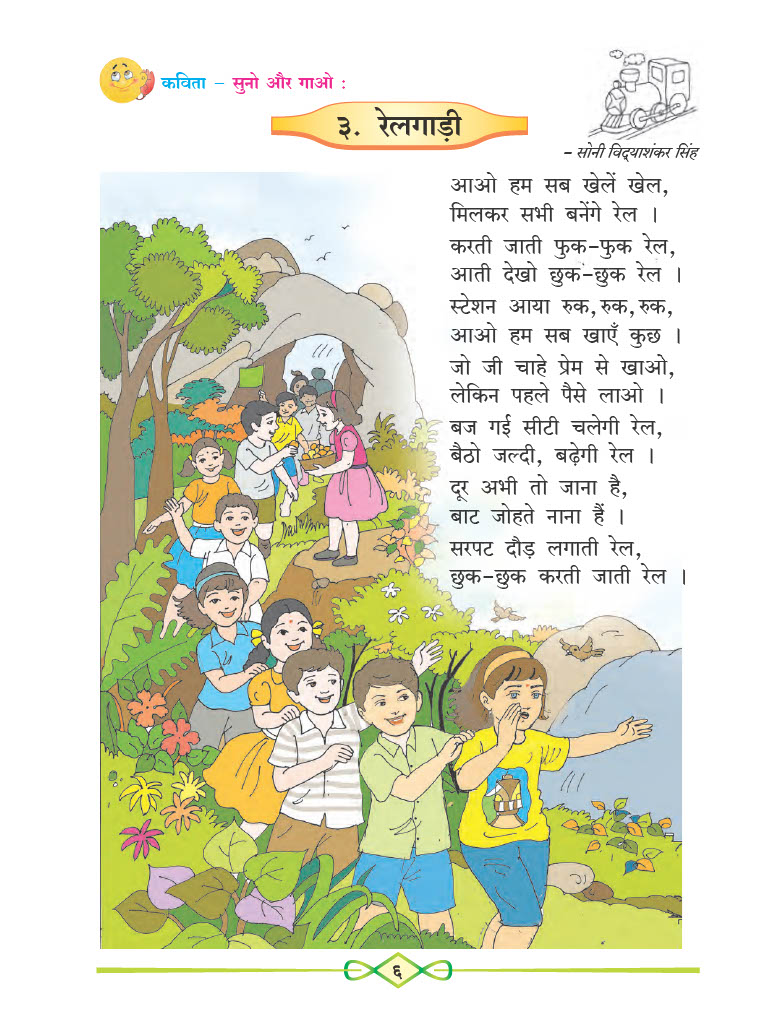 कविता – सुनो और गाओ :
३. रेलगाड़ी
– सोनी विद्‌याशंकर सिंह
आओ हम सब खेलें खेल,
मिलकर सभी बनेंगे रेल ।
करती जाती फुक-फुक रेल,
आती देखो छुक-छुक रेल ।
स्टेशन आया रुक, रुक, रुक,
आओ हम सब खाएँ कुछ ।
जो जी चाहे प्रेम से खाओ,
लेकिन पहले पैसे लाओ ।
बज गई सीटी चलेगी रेल,
बैठो जल्दी, बढ़ेगी रेल ।
दूर अभी तो जाना है,
बाट जोहते नाना हैं ।
सरपट दौड़ लगाती रेल,
छुक-छुक करती जाती रेल ।
६